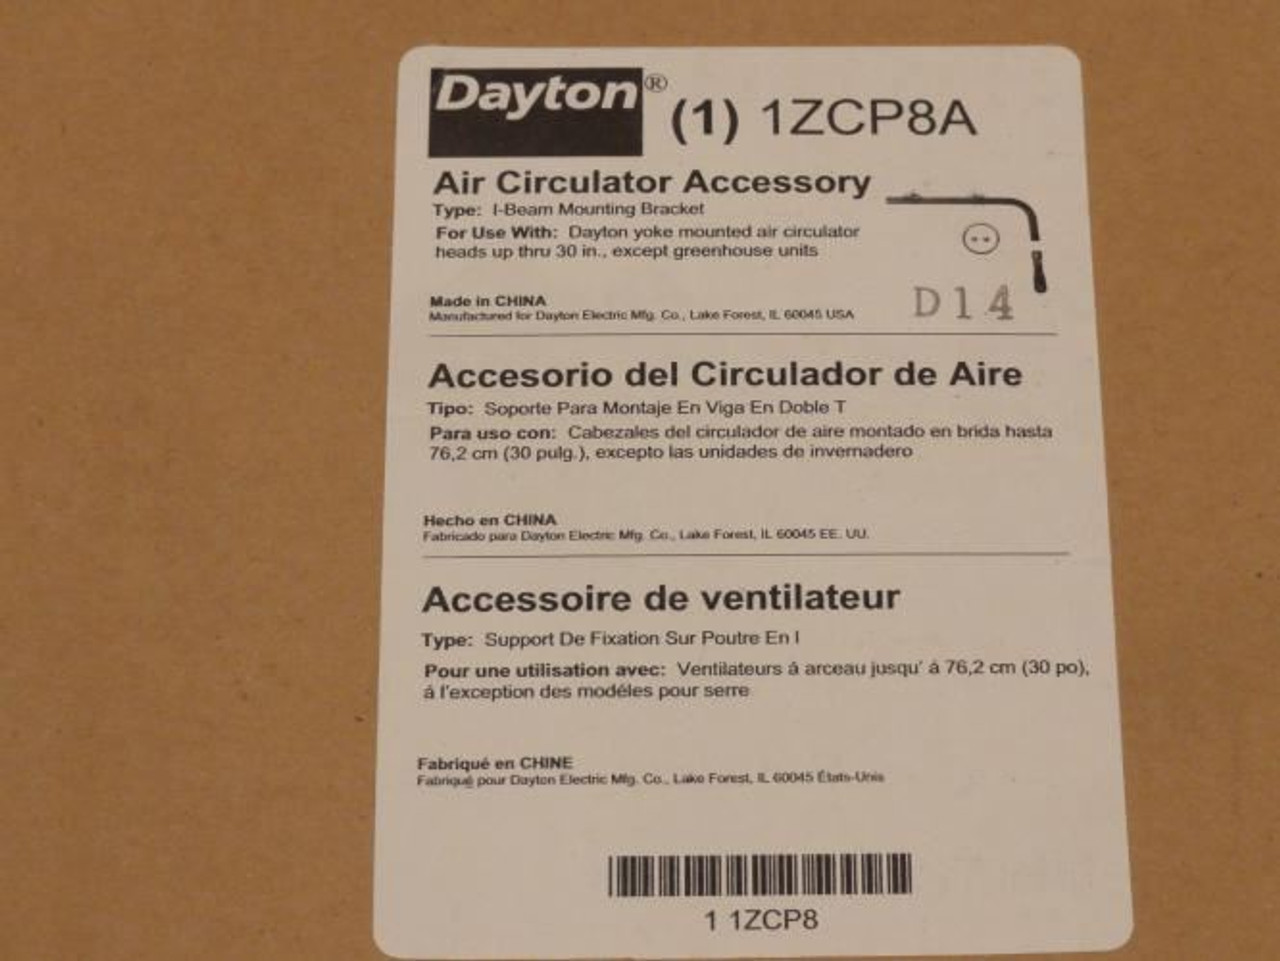 Dayton® (1) 1ZCP8A
Air Circulator Accessory
Type: I-Beam Mounting Bracket
For Use With: Dayton yoke mounted air circulator
heads up thru 30 in., except greenhouse units
D14
Made in CHINA
Manufactured for Dayton Electric Mfg. Co., Lake Forest, IL 60045 USA
Accesorio del Circulador de Aire
Tipo: Soporte Para Montaje En Viga En Doble T
Para uso con: Cabezales del circulador de aire montado en brida hasta
76,2 cm (30 pulg.), excepto las unidades de invernadero
Hecho en CHINA
Fabricado para Dayton Electric Mfg. Co., Lake Forest, IL 60045 EE. UU.
Accessoire de ventilateur
Type: Support De Fixation Sur Poutre En I
Pour une utilisation avec: Ventilateurs á arceau jusqu' á 76,2 cm (30 po),
á l'exception des modéles pour serre
Fabriqué en CHINE
Fabriqué pour Dayton Electric Mfg. Co., Lake Forest, IL 60045 États-Unis
1 1ZCP8